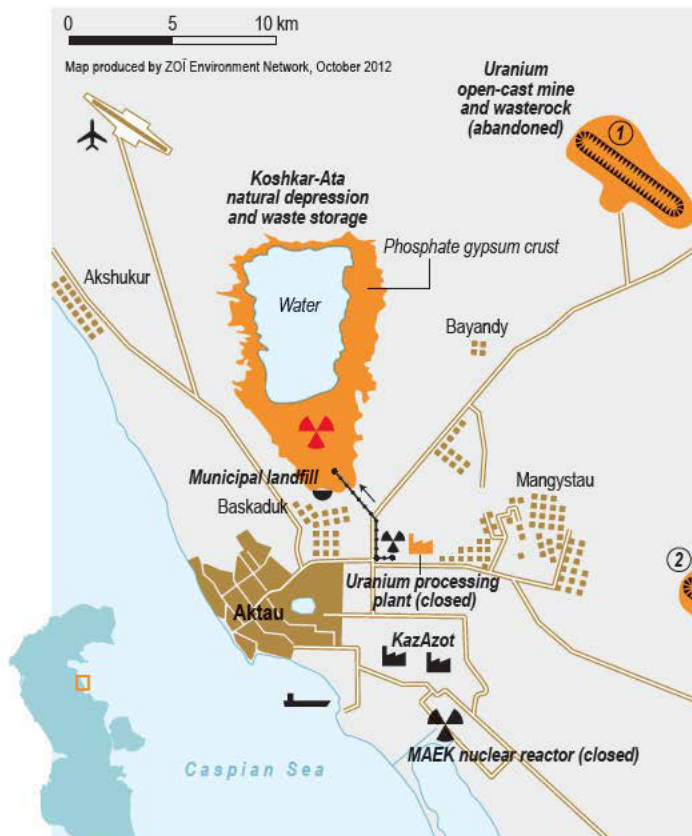 0 5 10 km
Map produced by ZOÏ Environment Network, October 2012
Uranium
open-cast mine
and wasterock
(abandoned)
1
Koshkar-Ata
natural depression
and waste storage
Phosphate gypsum crust
Akshukur
Water
Bayandy
Municipal landfill
Mangystau
Baskaduk
2
Uranium processing
plant (closed)
Aktau
KazAzot
MAEK nuclear reactor (closed)
Caspian Sea